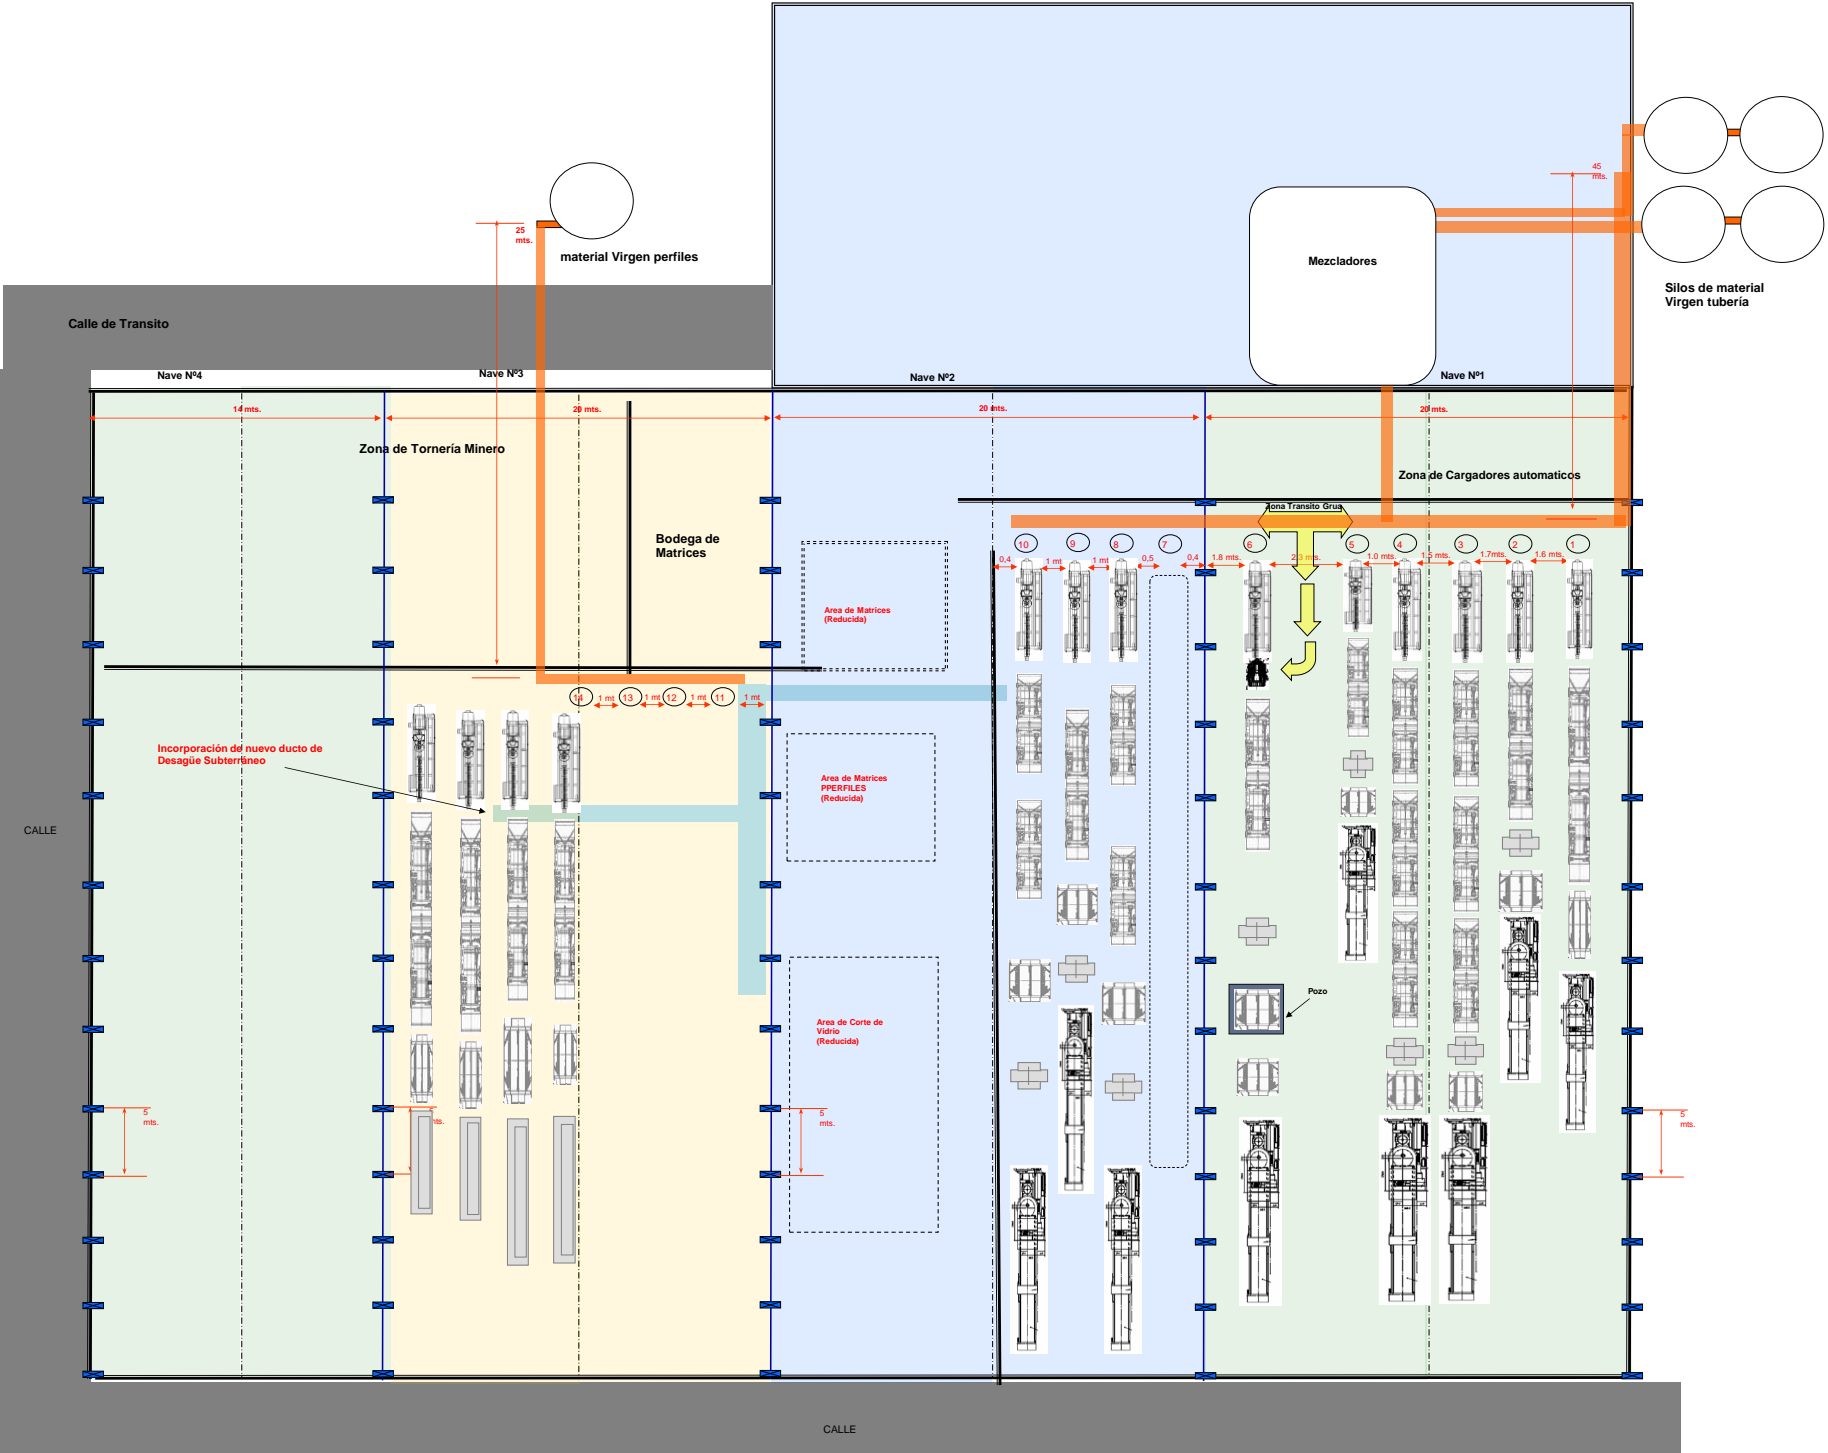 45
mts.
25
mts.
material Virgen perfiles
Mezcladores
Silos de material
Virgen tubería
Calle de Transito
Nave Nº4
Nave Nº3
Nave Nº2
Nave Nº1
14 mts.
20 mts.
20 mts.
20 mts.
Zona de Tornería Minero
Zona de Cargadores automaticos
Zona Transito Grua
Bodega de
Matrices
10
9
8
7
6
5
4
3
2
1
0,4
1 mt
1 mt
0,5
0,4
1.8 mts.
2.3 mts.
1.0 mts.
1.5 mts.
1.7mts.
1.6 mts.
Area de Matrices
(Reducida)
14
1 mt
13
1 mt
12
1 mt
11
1 mt
Incorporación de nuevo ducto de
Desagüe Subterráneo
Area de Matrices
PPERFILES
(Reducida)
CALLE
Pozo
Area de Corte de
Vidrio
(Reducida)
5
mts.
mts.
5
mts.
5
mts.
CALLE